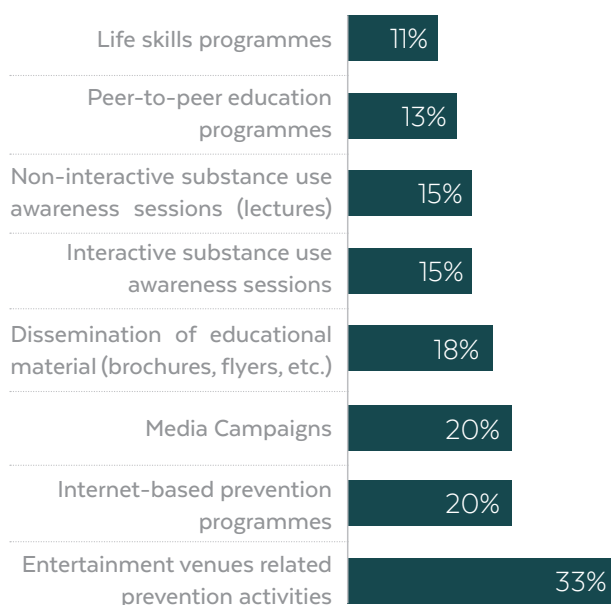 Life skills programmes 11%
Peer-to-peer education
programmes 13%
Non-interactive substance use
awareness sessions (lectures) 15%
Interactive substance use
awareness sessions 15%
Dissemination of educational
material (brochures, flyers, etc.) 18%
Media Campaigns 20%
Internet-based prevention
programmes 20%
Entertainment venues related
prevention activities 33%